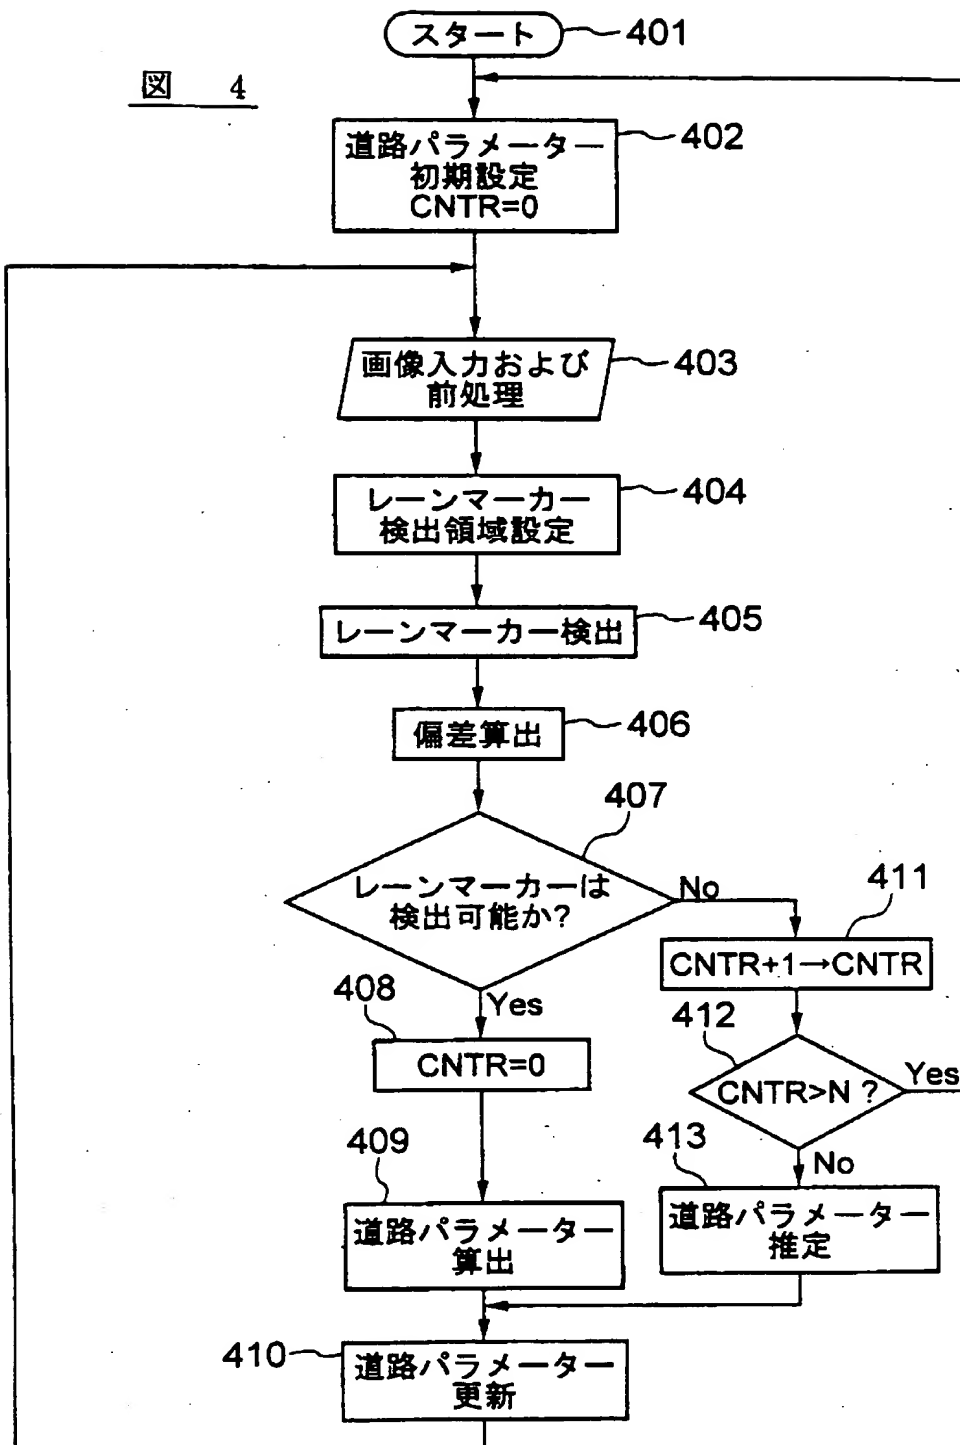 スタート
401
図 4
道路パラメーター
初期設定
CNTR=0
402
画像入力および
前処理
403
レーンマーカー
検出領域設定
404
レーンマーカー検出
405
偏差算出
406
407
レーンマーカーは
検出可能か?
No
411
CNTR+1→CNTR
408
Yes
CNTR=0
412
CNTR>N ?
Yes
409
道路パラメーター
算出
413
No
道路パラメーター
推定
410
道路パラメーター
更新